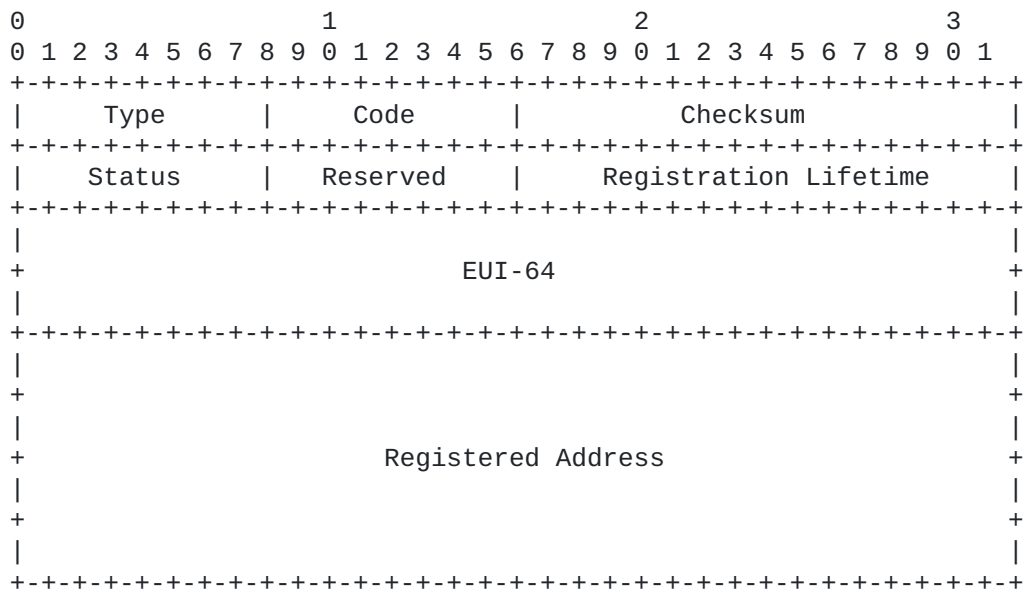 0                   1                   2                   3
0 1 2 3 4 5 6 7 8 9 0 1 2 3 4 5 6 7 8 9 0 1 2 3 4 5 6 7 8 9 0 1
+-+-+-+-+-+-+-+-+-+-+-+-+-+-+-+-+-+-+-+-+-+-+-+-+-+-+-+-+-+-+-+-+
|     Type      |     Code      |          Checksum             |
+-+-+-+-+-+-+-+-+-+-+-+-+-+-+-+-+-+-+-+-+-+-+-+-+-+-+-+-+-+-+-+-+
|    Status     |   Reserved    |     Registration Lifetime     |
+-+-+-+-+-+-+-+-+-+-+-+-+-+-+-+-+-+-+-+-+-+-+-+-+-+-+-+-+-+-+-+-+
|                                                               |
+                            EUI-64                             +
|                                                               |
+-+-+-+-+-+-+-+-+-+-+-+-+-+-+-+-+-+-+-+-+-+-+-+-+-+-+-+-+-+-+-+-+
|                                                               |
+                                                               +
|                                                               |
+                       Registered Address                      +
|                                                               |
+                                                               +
|                                                               |
+-+-+-+-+-+-+-+-+-+-+-+-+-+-+-+-+-+-+-+-+-+-+-+-+-+-+-+-+-+-+-+-+